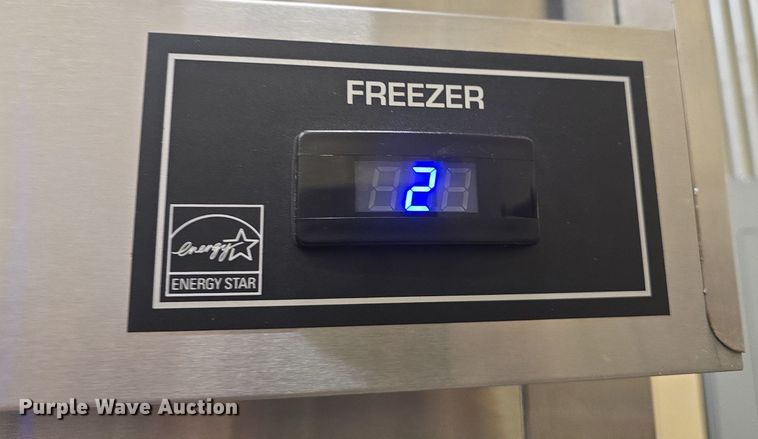 FREEZER
2
energy
ENERGY STAR
Purple Wave Auction